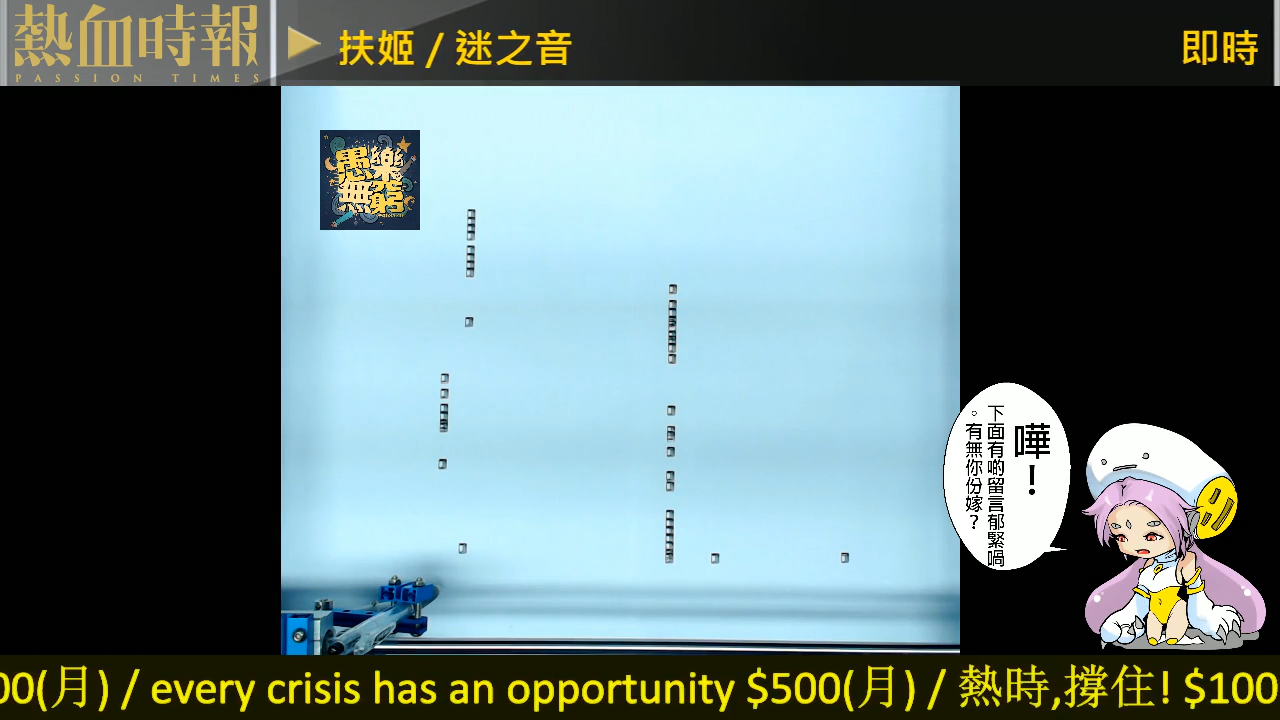 熱血時報
PASSION TIMES
扶姬 / 迷之音
即時
愚樂
無窮
嘩！
下面有啲留言郁緊喎
。有無你份嫁？
00(月) / every crisis has an opportunity $500(月) / 熱時,撐住! $100